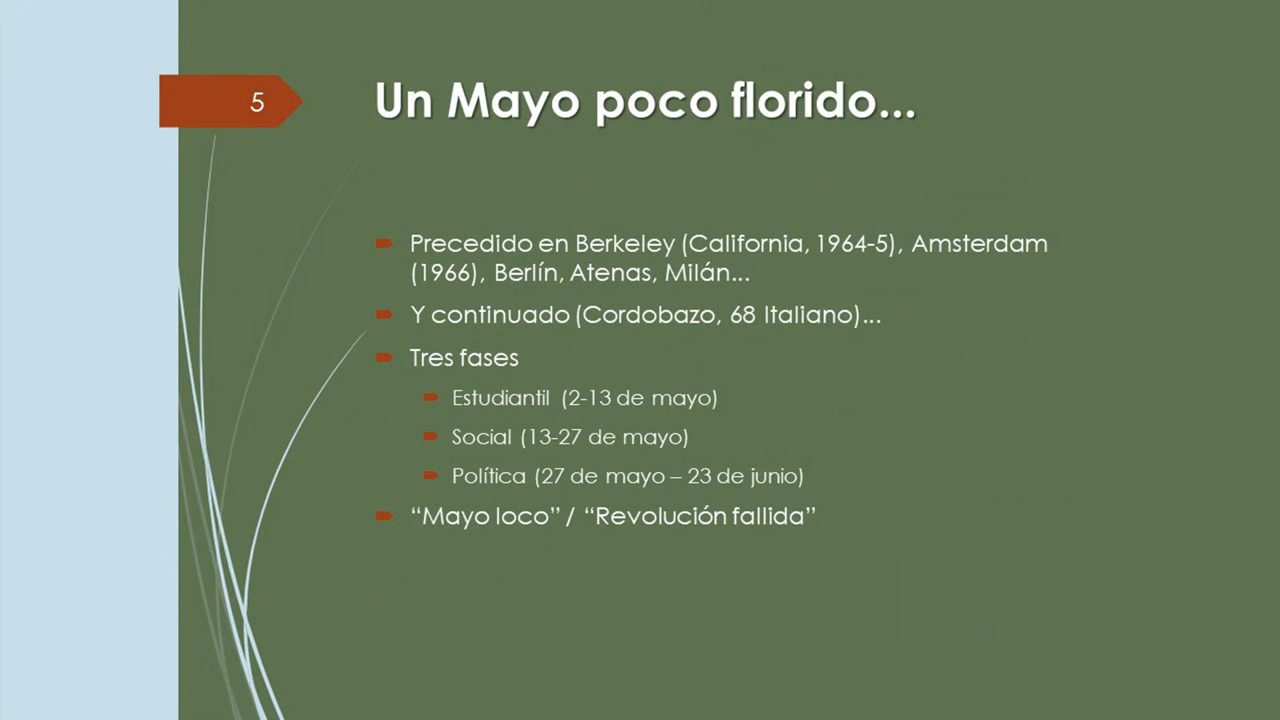 5
Un Mayo poco florido...
Precedido en Berkeley (California, 1964-5), Amsterdam
(1966), Berlín, Atenas, Milán...
Y continuado (Cordobazo, 68 Italiano)...
Tres fases
Estudiantil (2-13 de mayo)
Social (13-27 de mayo)
Política (27 de mayo – 23 de junio)
“Mayo loco” / “Revolución fallida”